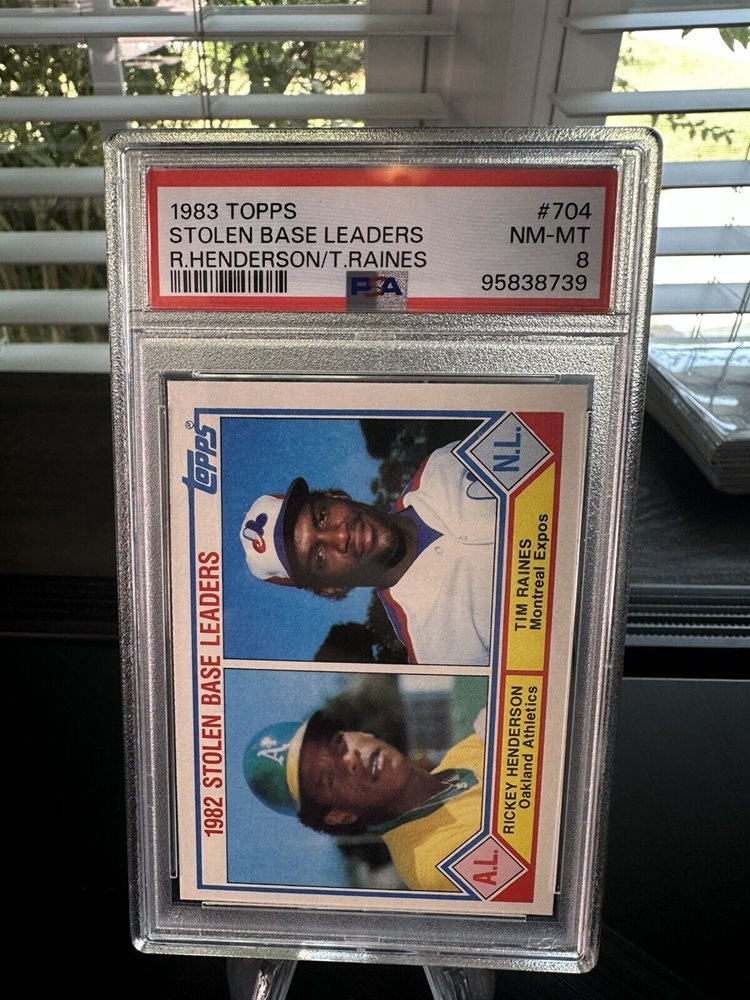 1983 TOPPS #704
STOLEN BASE LEADERS NM-MT
R.HENDERSON/T.RAINES 8
PSA 95838739
1982 STOLEN BASE LEADERS
Topps®
A's
A.L.
RICKEY HENDERSON
Oakland Athletics
TIM RAINES
Montreal Expos
N.L.